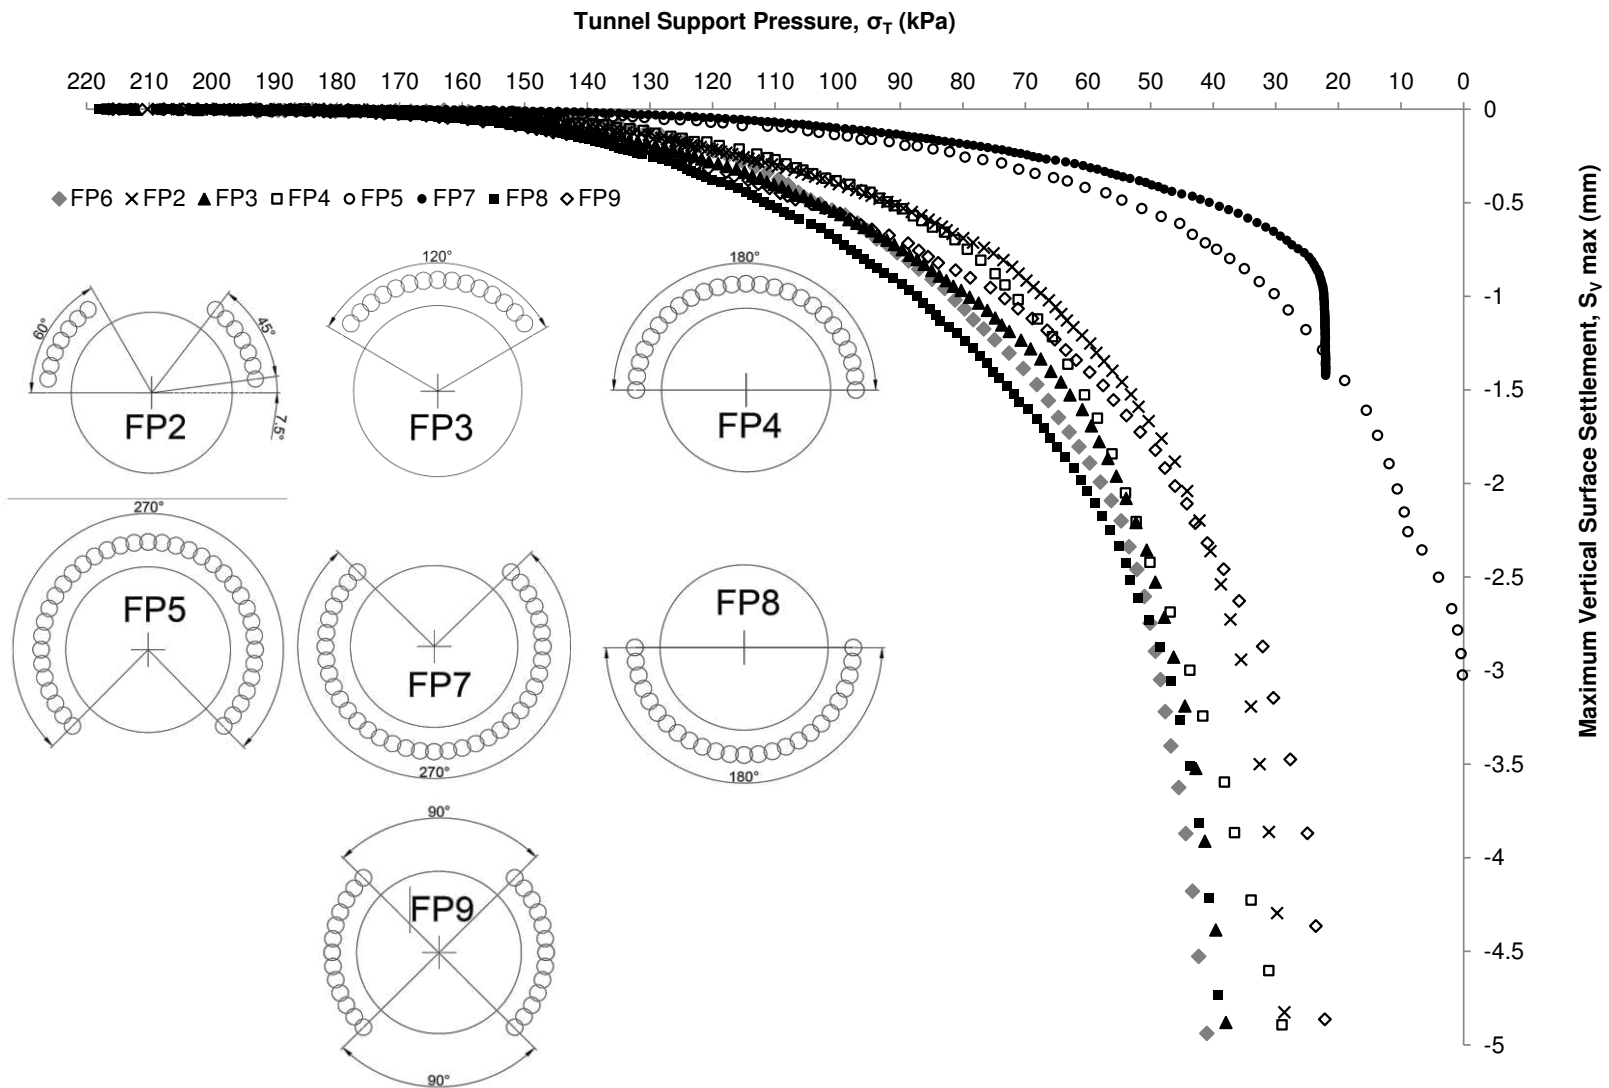 Tunnel Support Pressure, σT (kPa)
220 210 200 190 180 170 160 150 140 130 120 110 100 90 80 70 60 50 40 30 20 10 0
0
-0.5
-1
-1.5
-2
-2.5
-3
-3.5
-4
-4.5
-5
Maximum Vertical Surface Settlement, SV max (mm)
FP6 FP2 FP3 FP4 FP5 FP7 FP8 FP9
60°
45°
7.5°
FP2
120°
FP3
180°
FP4
270°
FP5
FP7
270°
FP8
180°
90°
FP9
90°